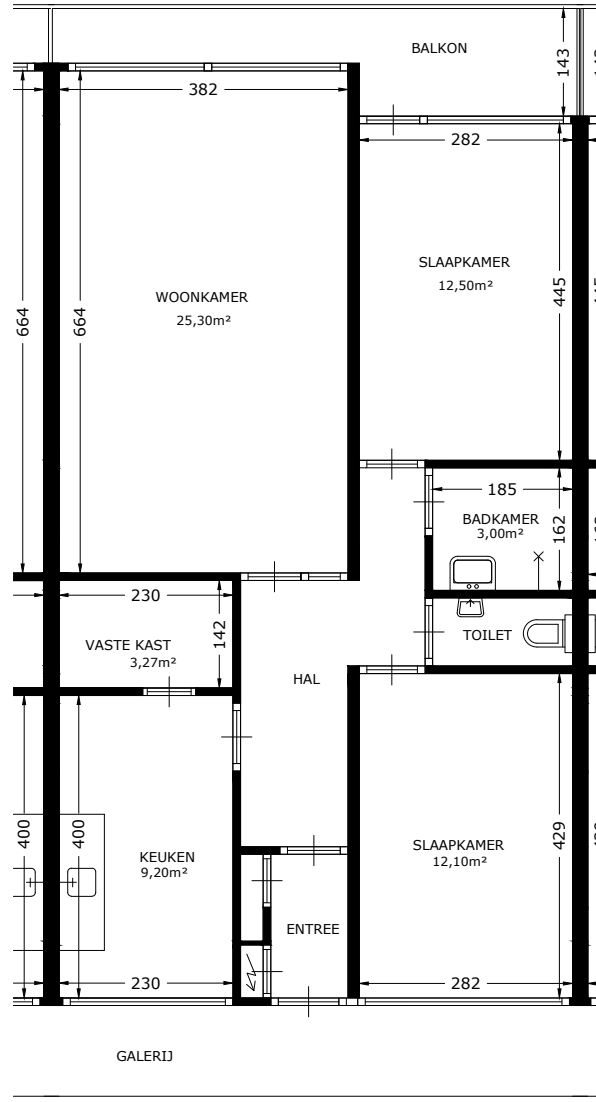 BALKON
143
382
282
SLAAPKAMER
12,50m²
445
WOONKAMER
25,30m²
664
664
185
BADKAMER
3,00m²
162
230
142
VASTE KAST
3,27m²
TOILET
HAL
400
400
KEUKEN
9,20m²
SLAAPKAMER
12,10m²
429
ENTREE
230
282
GALERIJ